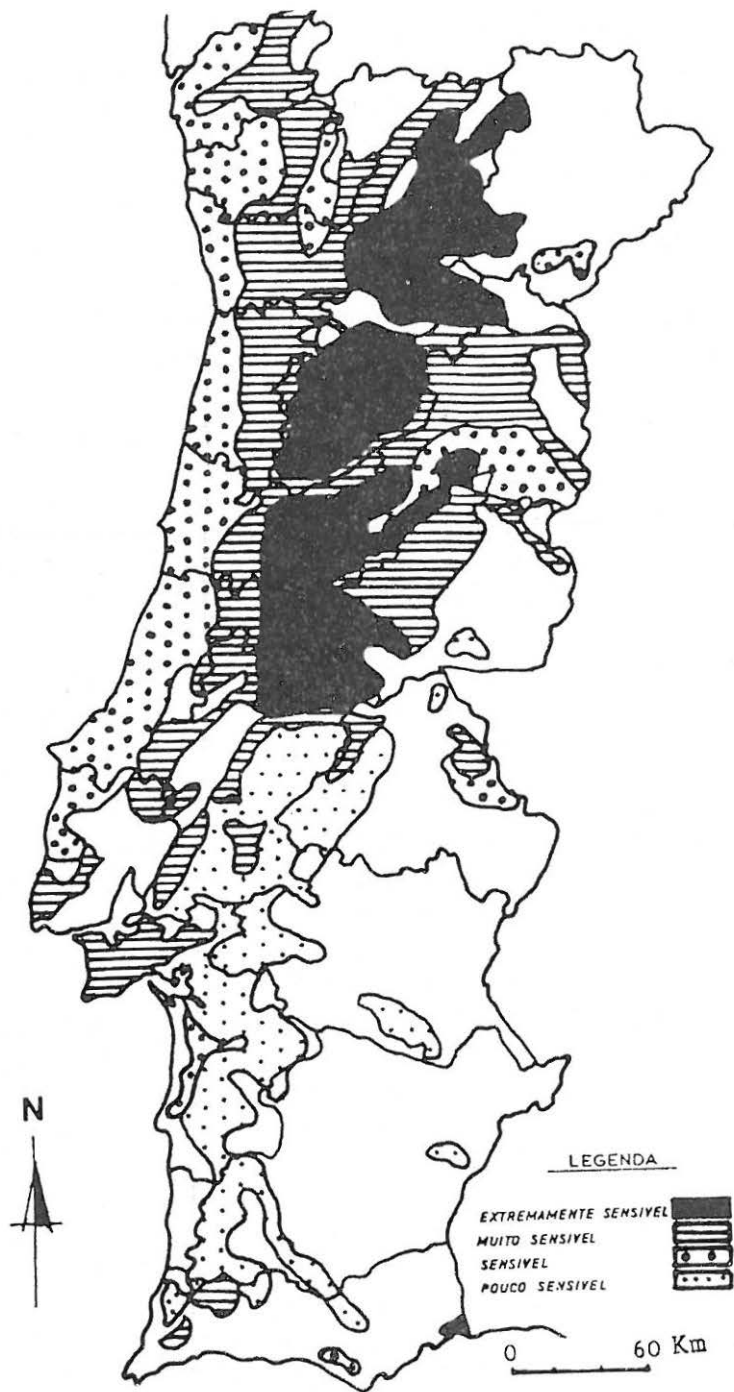 N
LEGENDA
EXTREMAMENTE SENSIVEL
MUITO SENSIVEL
SENSIVEL
POUCO SENSIVEL
0 60 Km